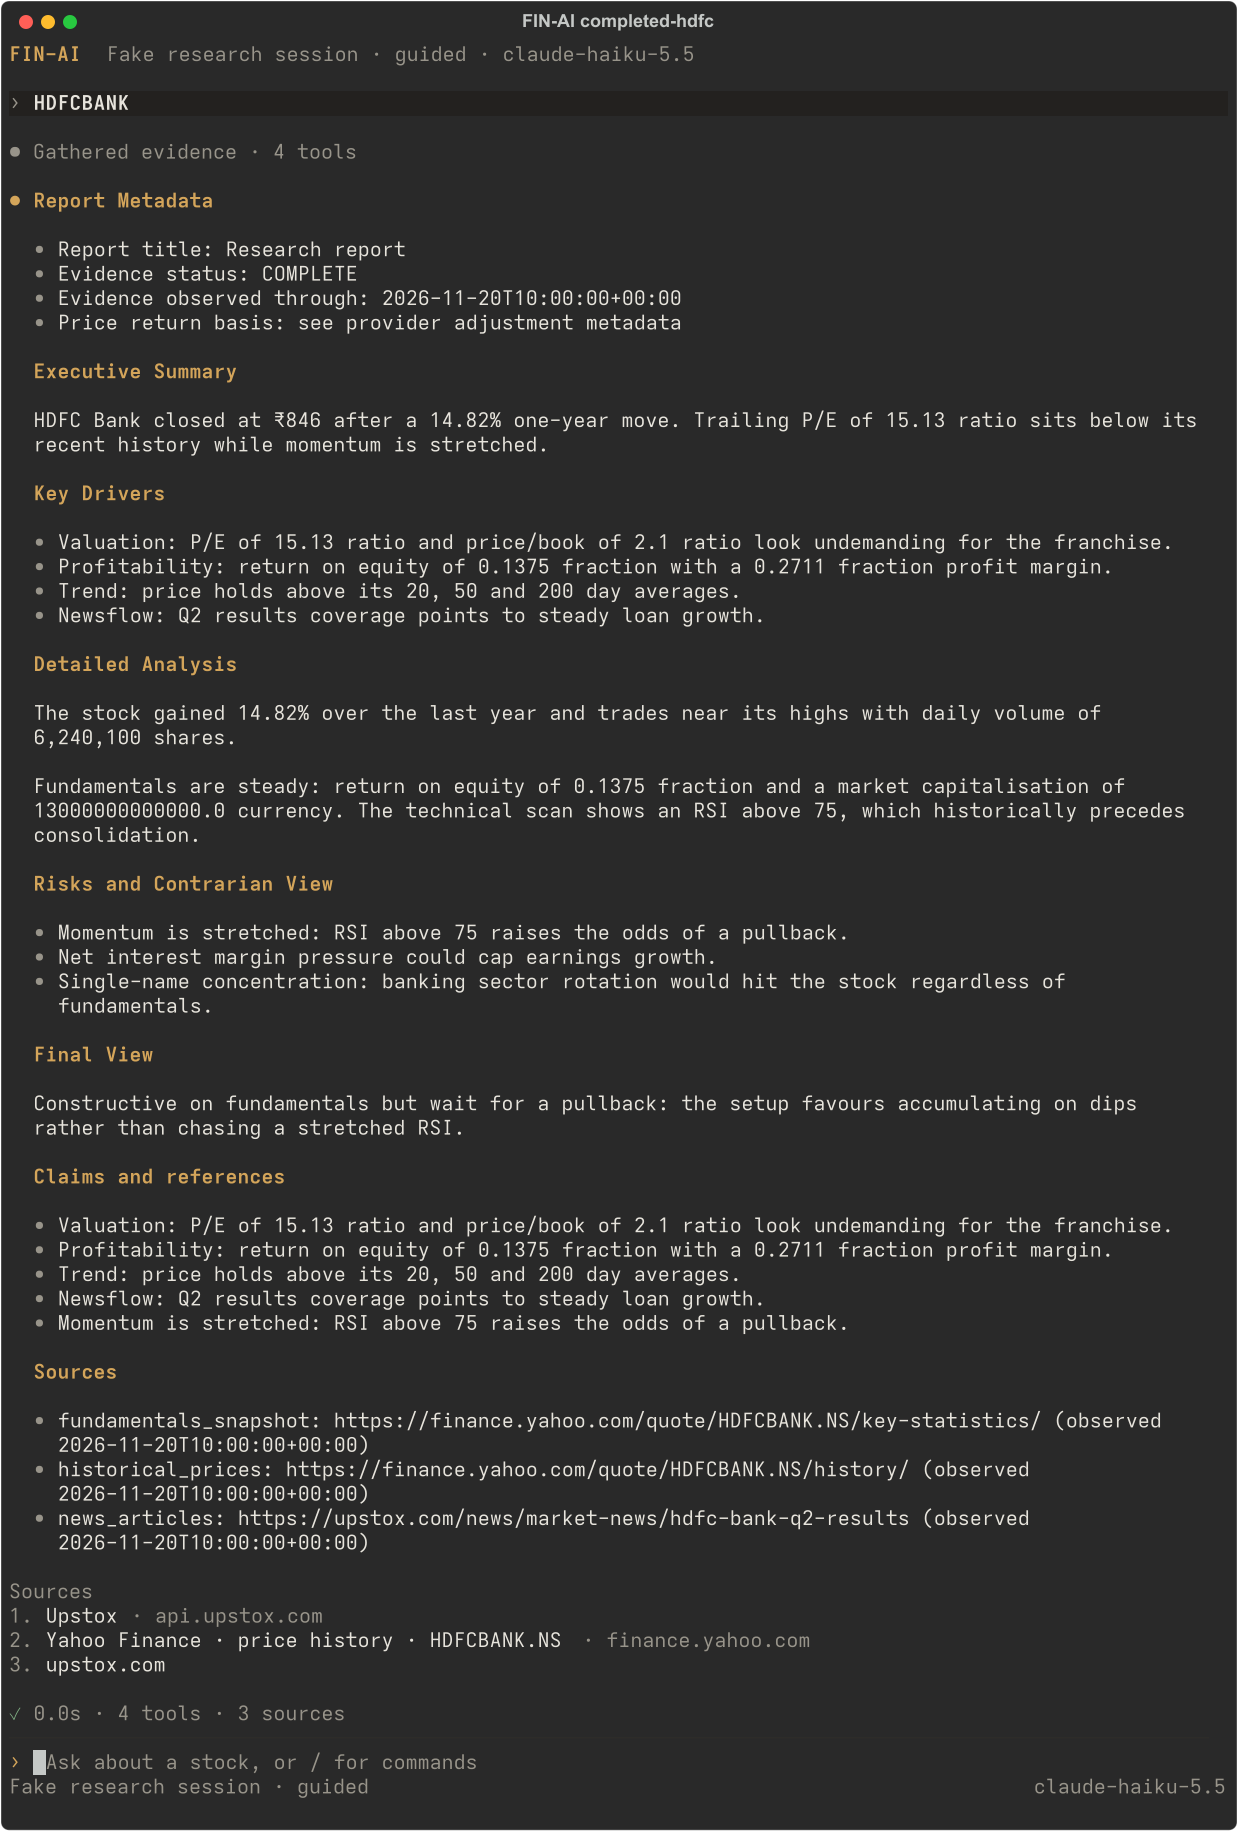 FIN-AI completed-hdfc
FIN-AI Fake research session · guided · claude-haiku-5.5
› HDFCBANK
● Gathered evidence · 4 tools
● Report Metadata
• Report title: Research report
• Evidence status: COMPLETE
• Evidence observed through: 2026-11-20T10:00:00+00:00
• Price return basis: see provider adjustment metadata
Executive Summary
HDFC Bank closed at ₹846 after a 14.82% one-year move. Trailing P/E of 15.13 ratio sits below its
recent history while momentum is stretched.
Key Drivers
• Valuation: P/E of 15.13 ratio and price/book of 2.1 ratio look undemanding for the franchise.
• Profitability: return on equity of 0.1375 fraction with a 0.2711 fraction profit margin.
• Trend: price holds above its 20, 50 and 200 day averages.
• Newsflow: Q2 results coverage points to steady loan growth.
Detailed Analysis
The stock gained 14.82% over the last year and trades near its highs with daily volume of
6,240,100 shares.
Fundamentals are steady: return on equity of 0.1375 fraction and a market capitalisation of
13000000000000.0 currency. The technical scan shows an RSI above 75, which historically precedes
consolidation.
Risks and Contrarian View
• Momentum is stretched: RSI above 75 raises the odds of a pullback.
• Net interest margin pressure could cap earnings growth.
• Single-name concentration: banking sector rotation would hit the stock regardless of
fundamentals.
Final View
Constructive on fundamentals but wait for a pullback: the setup favours accumulating on dips
rather than chasing a stretched RSI.
Claims and references
• Valuation: P/E of 15.13 ratio and price/book of 2.1 ratio look undemanding for the franchise.
• Profitability: return on equity of 0.1375 fraction with a 0.2711 fraction profit margin.
• Trend: price holds above its 20, 50 and 200 day averages.
• Newsflow: Q2 results coverage points to steady loan growth.
• Momentum is stretched: RSI above 75 raises the odds of a pullback.
Sources
• fundamentals_snapshot: https://finance.yahoo.com/quote/HDFCBANK.NS/key-statistics/ (observed
2026-11-20T10:00:00+00:00)
• historical_prices: https://finance.yahoo.com/quote/HDFCBANK.NS/history/ (observed
2026-11-20T10:00:00+00:00)
• news_articles: https://upstox.com/news/market-news/hdfc-bank-q2-results (observed
2026-11-20T10:00:00+00:00)
Sources
1. Upstox · api.upstox.com
2. Yahoo Finance · price history · HDFCBANK.NS · finance.yahoo.com
3. upstox.com
✓ 0.0s · 4 tools · 3 sources
› Ask about a stock, or / for commands
Fake research session · guided claude-haiku-5.5